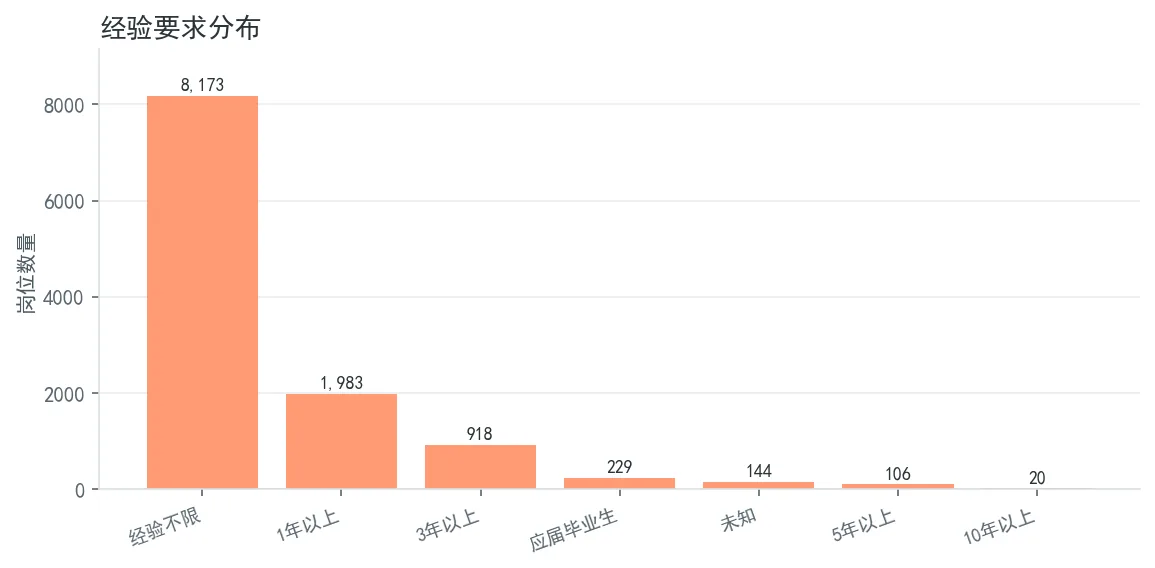 经验要求分布
岗位数量
8000
6000
4000
2000
0
8,173
1,983
918
229
144
106
20
经验不限
1年以上
3年以上
应届毕业生
未知
5年以上
10年以上